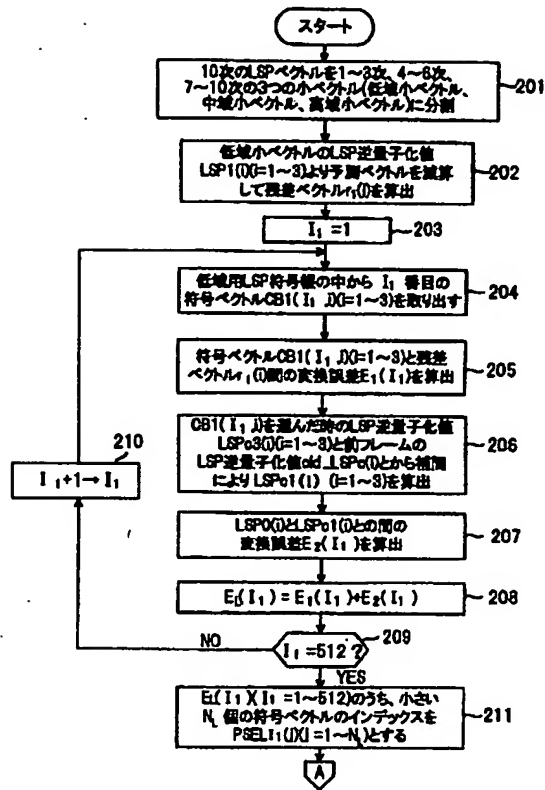 スタート
10次のLSPベクトルを1~3次、4~6次、
7~10次の3つの小ベクトル(低域小ベクトル、
中域小ベクトル、高域小ベクトル)に分割
201
低域小ベクトルのLSP逆量子化値
LSP1(i)(i=1~3)より予測ベクトルを減算
して残差ベクトルr₁(i)を算出
202
I₁ =1
203
低域用LSP符号帳の中から I₁ 番目の
符号ベクトルCB1( I₁ ,i)(i=1~3)を取り出す
204
符号ベクトルCB1( I₁ ,i)(i=1~3)と残差
ベクトルr₁(i)間の変換誤差E₁(I₁)を算出
205
CB1(I₁,i)を選んだ時のLSP逆量子化値
LSPc3(i)(i=1~3)と前フレームの
LSP逆量子化値old_LSPc(i)とから補間
により LSPc1(i) (i=1~3)を算出
206
210
I₁+1→I₁
LSP0(i)とLSPc1(i)との間の
変換誤差E₂(I₁)を算出
207
E_L(I₁) = E₁(I₁)+E₂(I₁)
208
NO
I₁ =512 ?
209
YES
E_L(I₁)(I₁ =1~512)のうち、小さい
N_L 個の符号ベクトルのインデックスを
PSELI₁(j)(j=1~N_L)とする
211
A